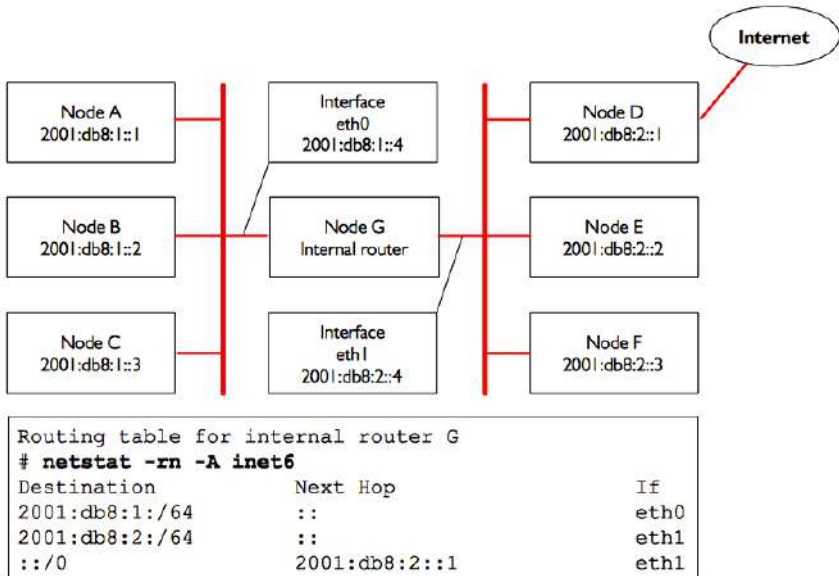 Internet
Node A
2001:db8:1::1
Interface
eth0
2001:db8:1::4
Node D
2001:db8:2::1
Node B
2001:db8:1::2
Node G
Internal router
Node E
2001:db8:2::2
Node C
2001:db8:1::3
Interface
eth1
2001:db8:2::4
Node F
2001:db8:2::3
Routing table for internal router G
# netstat -rn -A inet6
Destination Next Hop If
2001:db8:1:/64 :: eth0
2001:db8:2:/64 :: eth1
::/0 2001:db8:2::1 eth1